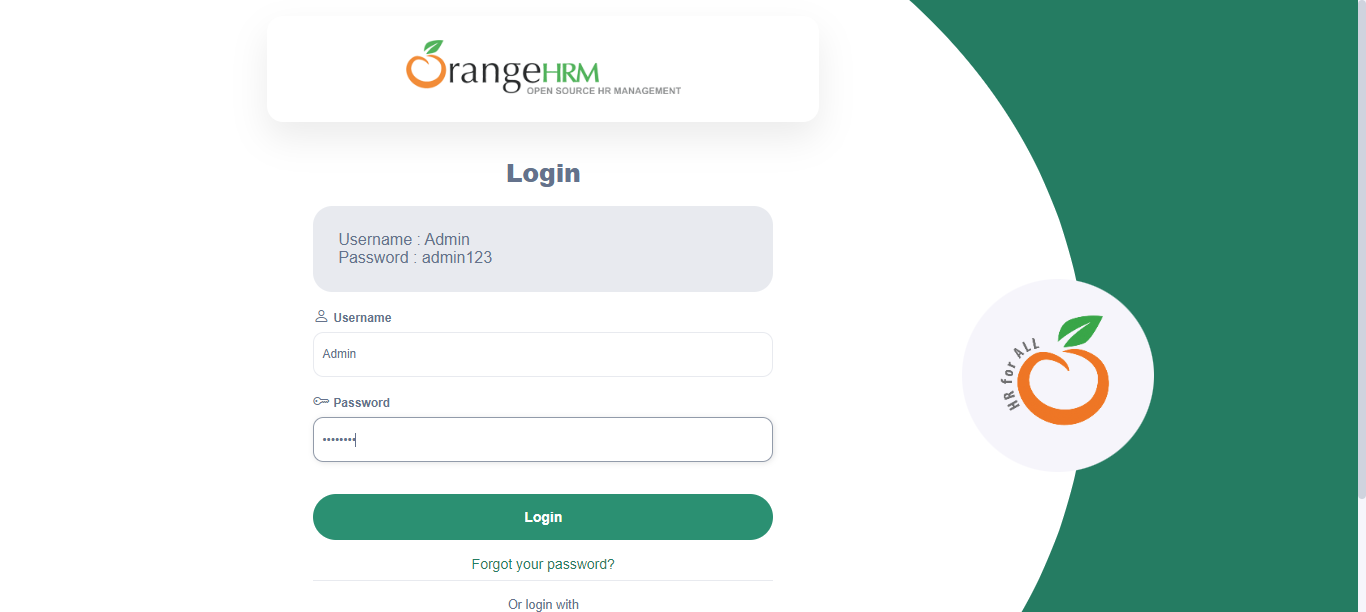 OrangeHRM
OPEN SOURCE HR MANAGEMENT
Login
Username : Admin
Password : admin123
Username
Admin
Password
••••••••
Login
Forgot your password?
Or login with
HR for ALL